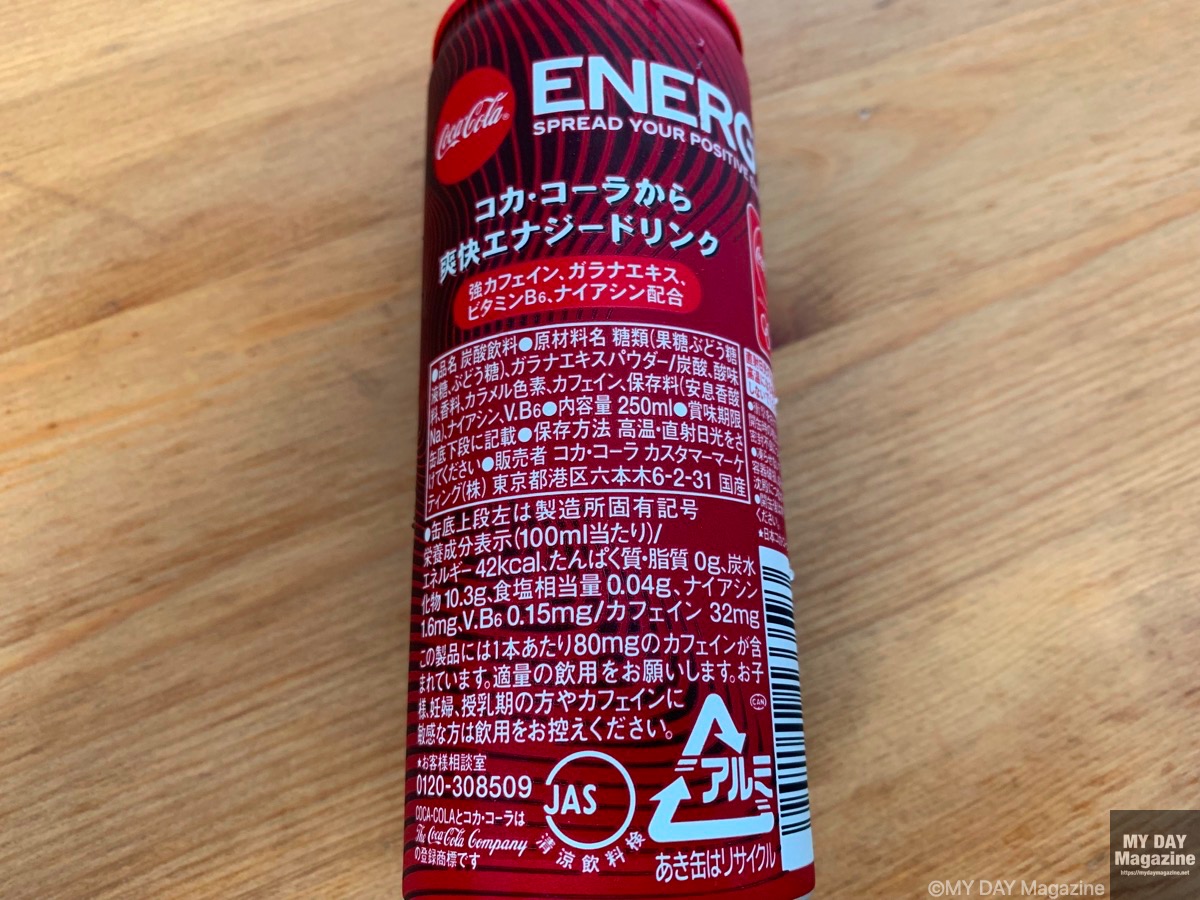 Coca-Cola®
ENERG
SPREAD YOUR POSITIVE
コカ・コーラから
爽快エナジードリンク
強カフェイン、ガラナエキス、
ビタミンB6、ナイアシン配合
●品名 炭酸飲料●原材料名 糖類(果糖ぶどう糖
液糖、ぶどう糖)、ガラナエキスパウダー/炭酸、酸味
料、香料、カラメル色素、カフェイン、保存料(安息香酸
Na)、ナイアシン、V.B6●内容量 250ml●賞味期限
缶底下段に記載●保存方法 高温・直射日光をさ
けてください●販売者 コカ・コーラ カスタマーマーケ
ティング(株) 東京都港区六本木6-2-31 国産
●缶底上段左は製造所固有記号
栄養成分表示(100ml当たり)/
エネルギー 42kcal、たんぱく質・脂質 0g、炭水
化物 10.3g、食塩相当量 0.04g、ナイアシン
1.6mg、V.B6 0.15mg/カフェイン 32mg
この製品には1本あたり80mgのカフェインが含
まれています。適量の飲用をお願いします。お子
様、妊婦、授乳期の方やカフェインに
敏感な方は飲用をお控えください。
CAN
★お客様相談室
0120-308509
COCA-COLAとコカ・コーラは
The Coca-Cola Company
の登録商標です
JAS
清涼飲料検
アルミ
あき缶はリサイクル
MY DAY
Magazine
https://mydaymagazine.net
©MY DAY Magazine